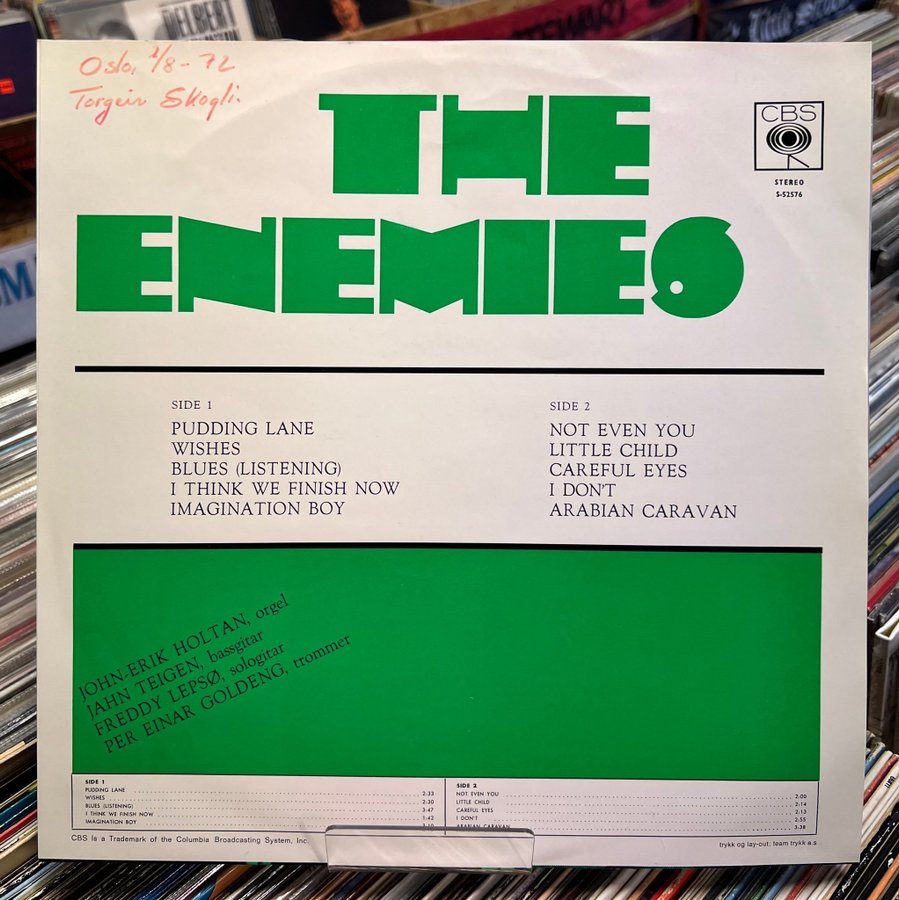 DELBERT
STEWART
Little
Oslo, 1/8-72
Torgeir Skogli.
THE
ENEMIES
CBS
STEREO
S-52576
SIDE 1
PUDDING LANE
WISHES
BLUES (LISTENING)
I THINK WE FINISH NOW
IMAGINATION BOY
SIDE 2
NOT EVEN YOU
LITTLE CHILD
CAREFUL EYES
I DON'T
ARABIAN CARAVAN
JOHN-ERIK HOLTAN, orgel
JAHN TEIGEN, bassgitar
FREDDY LEPSØ, sologitar
PER EINAR GOLDENG, trommer
SIDE 1
PUDDING LANE 2:33
WISHES 2:30
BLUES (LISTENING) 3:47
I THINK WE FINISH NOW 1:42
IMAGINATION BOY
SIDE 2
NOT EVEN YOU 2:00
LITTLE CHILD 2:14
CAREFUL EYES 2:13
I DON'T 2:55
ARABIAN CARAVAN 3:38
CBS is a Trademark of the Columbia Broadcasting System, Inc.
trykk og lay-out: team trykk a.s